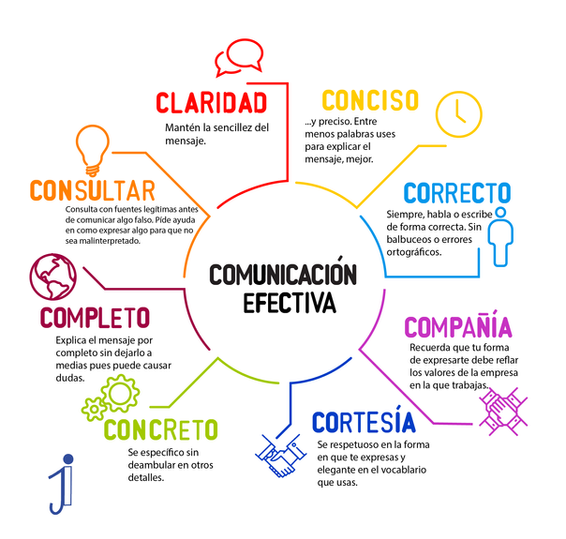 COMUNICACIÓN
EFECTIVA
CLARIDAD
Mantén la sencillez del
mensaje.
CONCISO
...y preciso. Entre
menos palabras uses
para explicar el
mensaje, mejor.
CORRECTO
Siempre, habla o escribe
de forma correcta. Sin
balbuceos o errores
ortográficos.
COMPAÑÍA
Recuerda que tu forma
de expresarte debe reflar
los valores de la empresa
en la que trabajas.
CORTESÍA
Se respetuoso en la forma
en que te expresas y
elegante en el vocablario
que usas.
CONCRETO
Se específico sin
deambular en otros
detalles.
COMPLETO
Explica el mensaje por
completo sin dejarlo a
medias pues puede causar
dudas.
CONSULTAR
Consulta con fuentes legítimas antes
de comunicar algo falso. Pide ayuda
en como expresar algo para que no
sea malinterpretado.